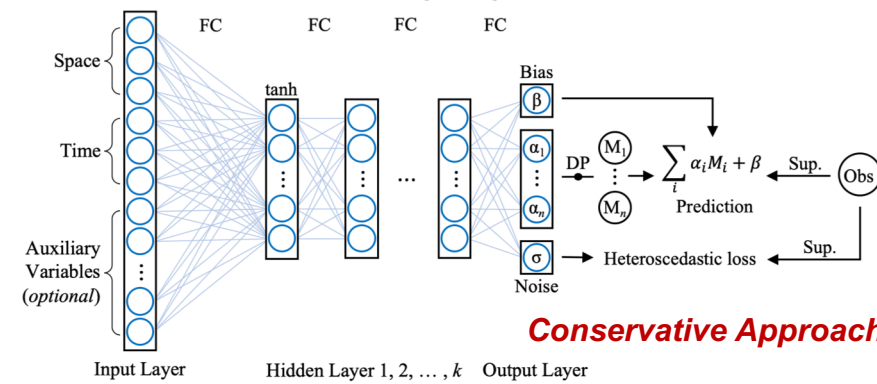 FC FC FC FC
Space
Time
Auxiliary
Variables
(optional)
tanh
...
Bias
β
α₁
αₙ
σ
Noise
DP
M₁
Mₙ
∑ᵢ αᵢMᵢ + β
Prediction
Sup.
Obs
Heteroscedastic loss
Sup.
Conservative Approach
Input Layer
Hidden Layer 1, 2, … , k
Output Layer